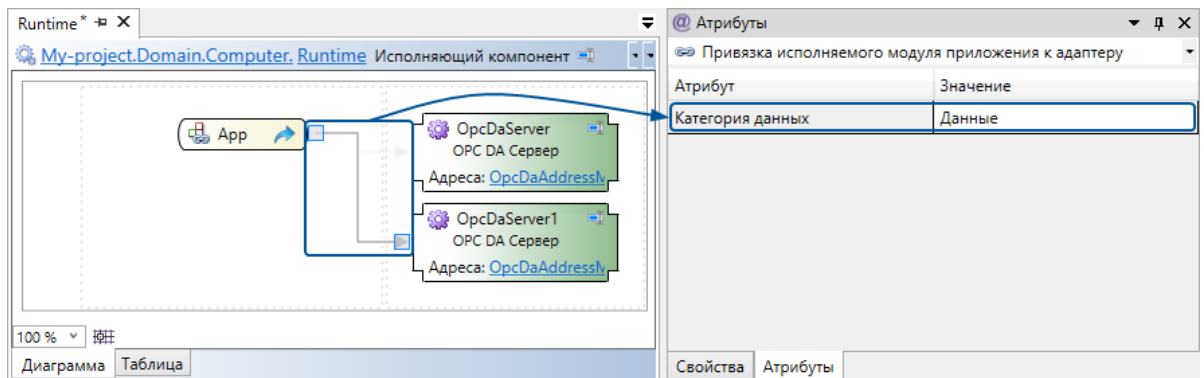 Runtime*
My-project.Domain.Computer. Runtime Исполняющий компонент
App
OpcDaServer
OPC DA Сервер
Адреса: OpcDaAddressM
OpcDaServer1
OPC DA Сервер
Адреса: OpcDaAddressM
100 %
Диаграмма Таблица
@ Атрибуты
Привязка исполняемого модуля приложения к адаптеру
Атрибут Значение
Категория данных Данные
Свойства Атрибуты